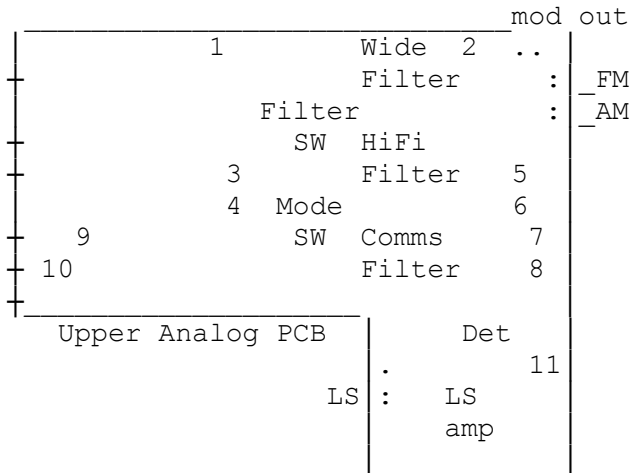 mod out
1 Wide 2 ..
Filter : _FM
Filter : _AM
SW HiFi
3 Filter 5
4 Mode 6
9 SW Comms 7
10 Filter 8
Upper Analog PCB Det
. 11
LS : LS
amp